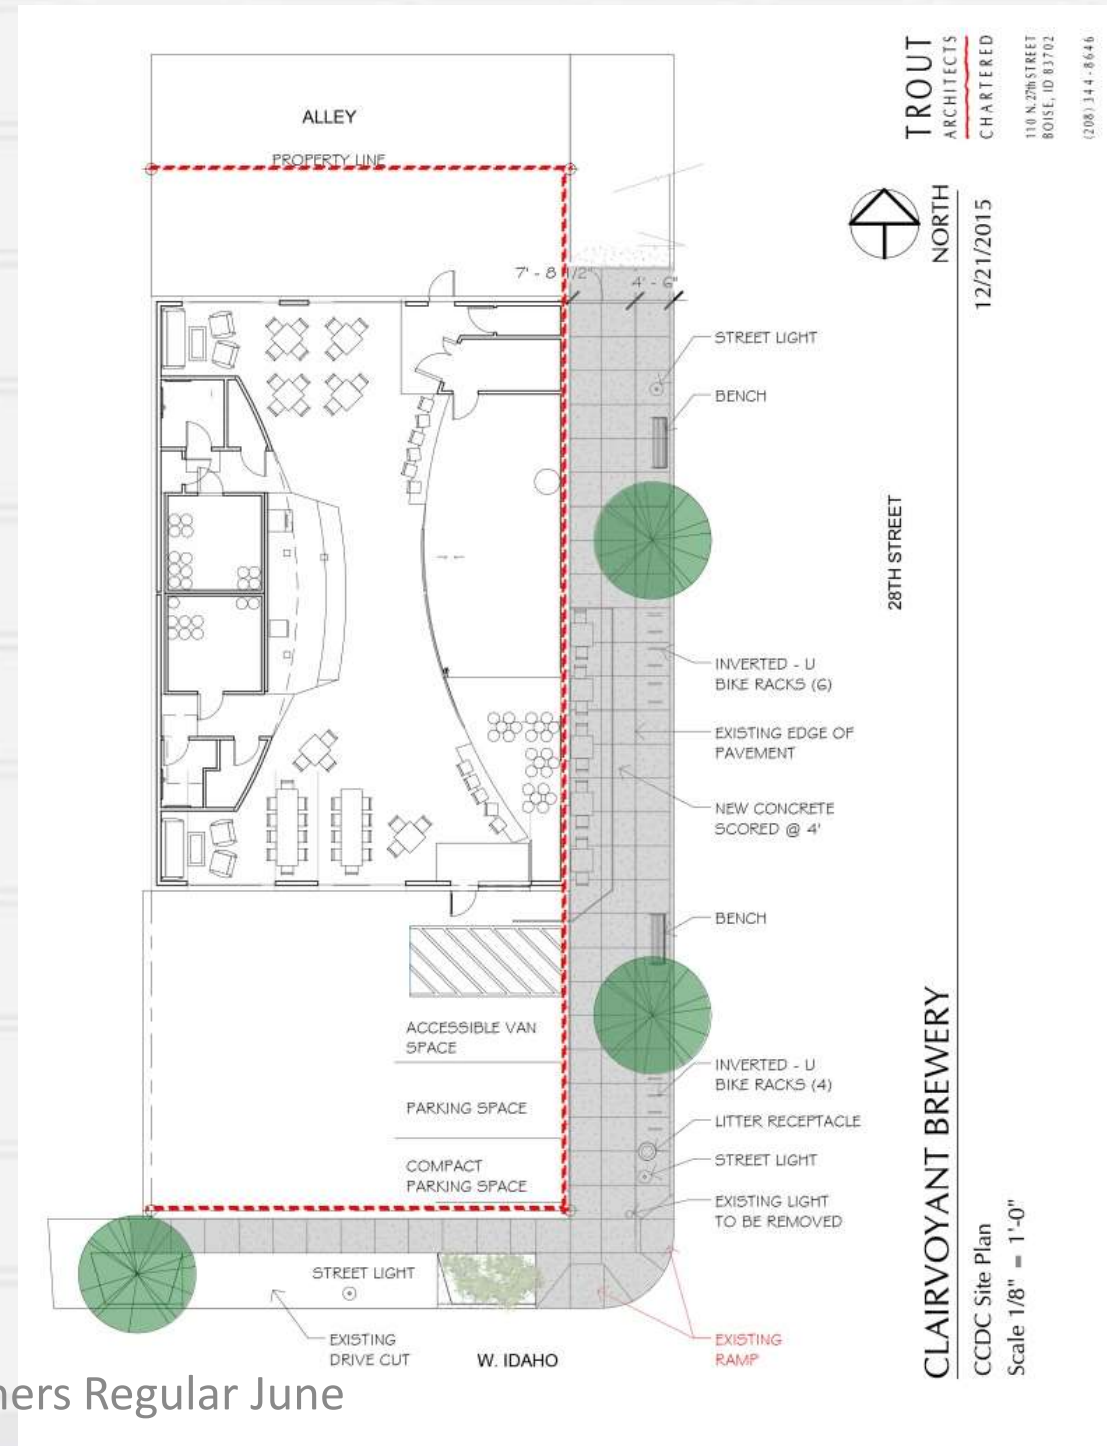 ALLEY
PROPERTY LINE
7' - 8 1/2"
4' - 6"
STREET LIGHT
BENCH
28TH STREET
INVERTED - U
BIKE RACKS (6)
EXISTING EDGE OF
PAVEMENT
NEW CONCRETE
SCORED @ 4'
BENCH
ACCESSIBLE VAN
SPACE
PARKING SPACE
COMPACT
PARKING SPACE
INVERTED - U
BIKE RACKS (4)
LITTER RECEPTACLE
STREET LIGHT
EXISTING LIGHT
TO BE REMOVED
STREET LIGHT
EXISTING
DRIVE CUT
W. IDAHO
EXISTING
RAMP
TROUT
ARCHITECTS
CHARTERED
110 N. 27th STREET
BOISE, ID 83702
(208) 344-8646
NORTH
12/21/2015
CLAIRVOYANT BREWERY
CCDC Site Plan
Scale 1/8" = 1'-0"
ners Regular June